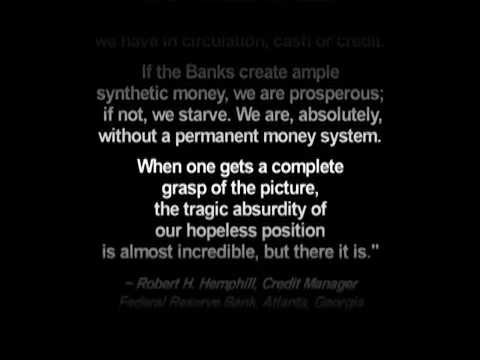 we have in circulation, cash or credit.
If the Banks create ample
synthetic money, we are prosperous;
if not, we starve. We are, absolutely,
without a permanent money system.
When one gets a complete
grasp of the picture,
the tragic absurdity of
our hopeless position
is almost incredible, but there it is."
~ Robert H. Hemphill, Credit Manager
Federal Reserve Bank, Atlanta, Georgia